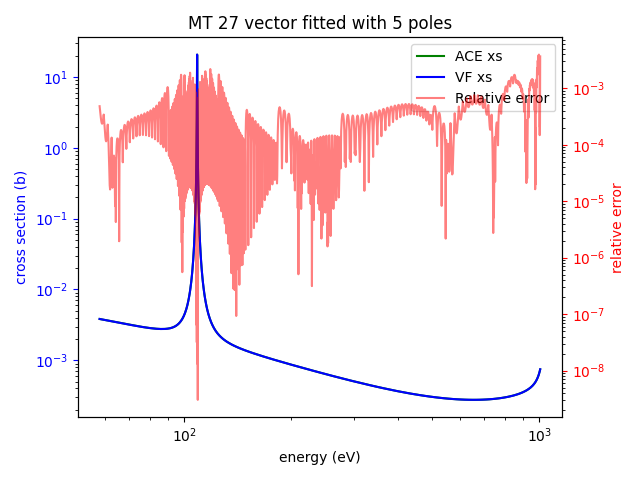 MT 27 vector fitted with 5 poles
ACE xs
VF xs
Relative error
cross section (b)
10^1
10^0
10^-1
10^-2
10^-3
10^-3
10^-4
10^-5
10^-6
10^-7
10^-8
relative error
10^2
10^3
energy (eV)